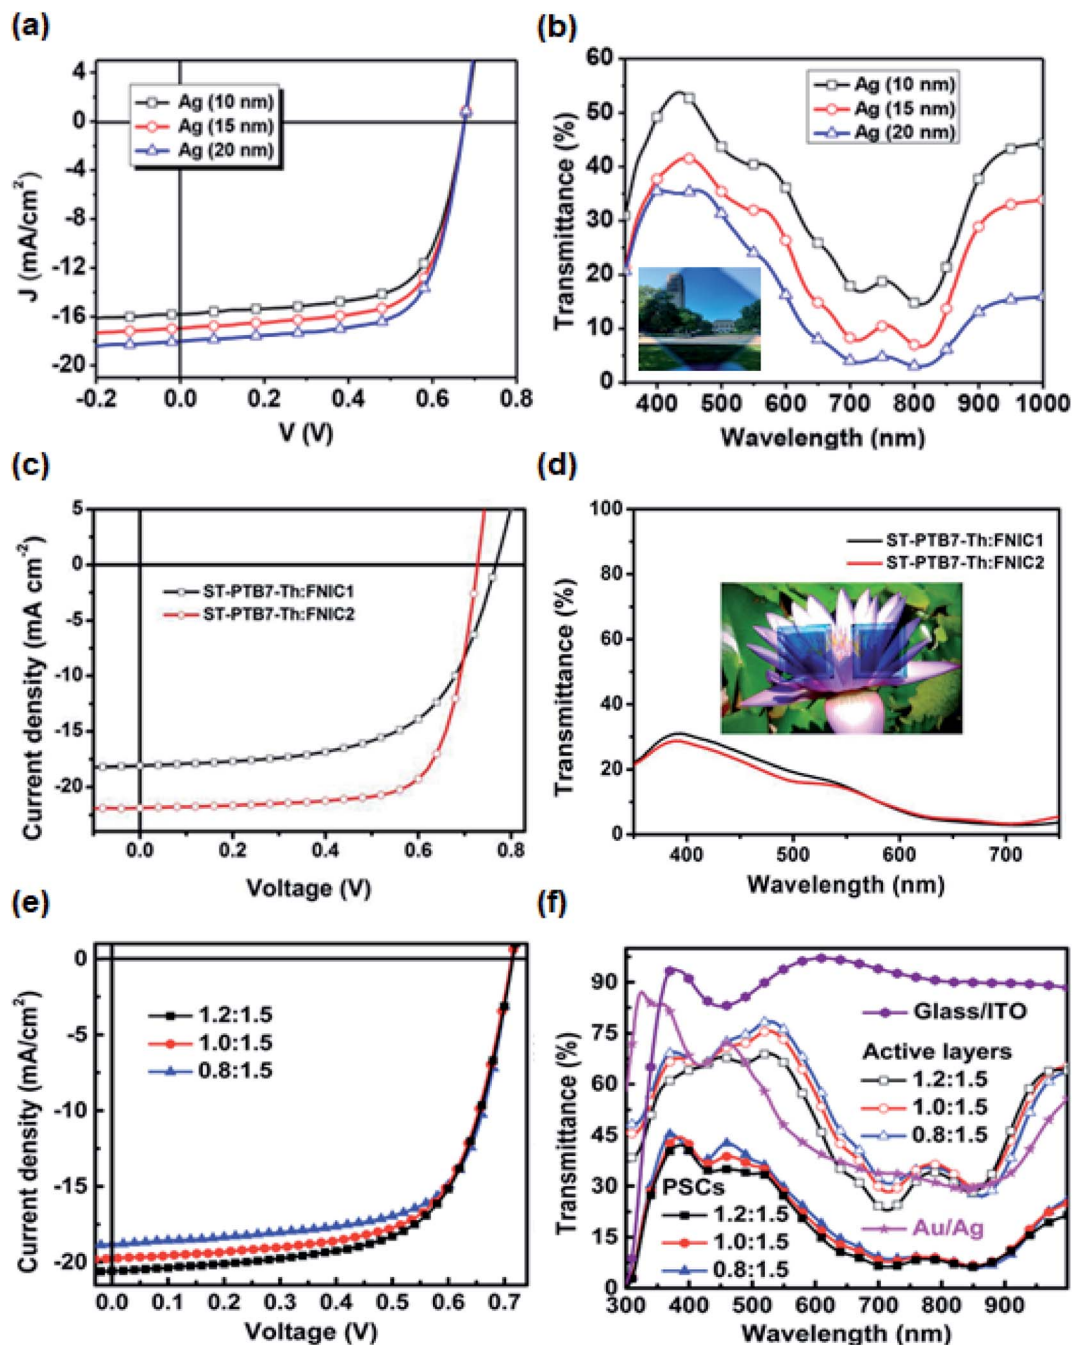 (a)
4
0
-4
-8
-12
-16
-20
J (mA/cm²)
Ag (10 nm)
Ag (15 nm)
Ag (20 nm)
-0.2 0.0 0.2 0.4 0.6 0.8
V (V)
(b)
60
50
40
30
20
10
0
Transmittance (%)
Ag (10 nm)
Ag (15 nm)
Ag (20 nm)
400 500 600 700 800 900 1000
Wavelength (nm)
(c)
5
0
-5
-10
-15
-20
Current density (mA cm⁻²)
ST-PTB7-Th:FNIC1
ST-PTB7-Th:FNIC2
0.0 0.2 0.4 0.6 0.8
Voltage (V)
(d)
100
80
60
40
20
0
Transmittance (%)
ST-PTB7-Th:FNIC1
ST-PTB7-Th:FNIC2
400 500 600 700
Wavelength (nm)
(e)
0
-5
-10
-15
-20
Current density (mA/cm²)
1.2:1.5
1.0:1.5
0.8:1.5
0.0 0.1 0.2 0.3 0.4 0.5 0.6 0.7
Voltage (V)
(f)
90
75
60
45
30
15
0
Transmittance (%)
Glass/ITO
Active layers
1.2:1.5
1.0:1.5
0.8:1.5
PSCs
1.2:1.5
1.0:1.5
0.8:1.5
Au/Ag
300 400 500 600 700 800 900
Wavelength (nm)